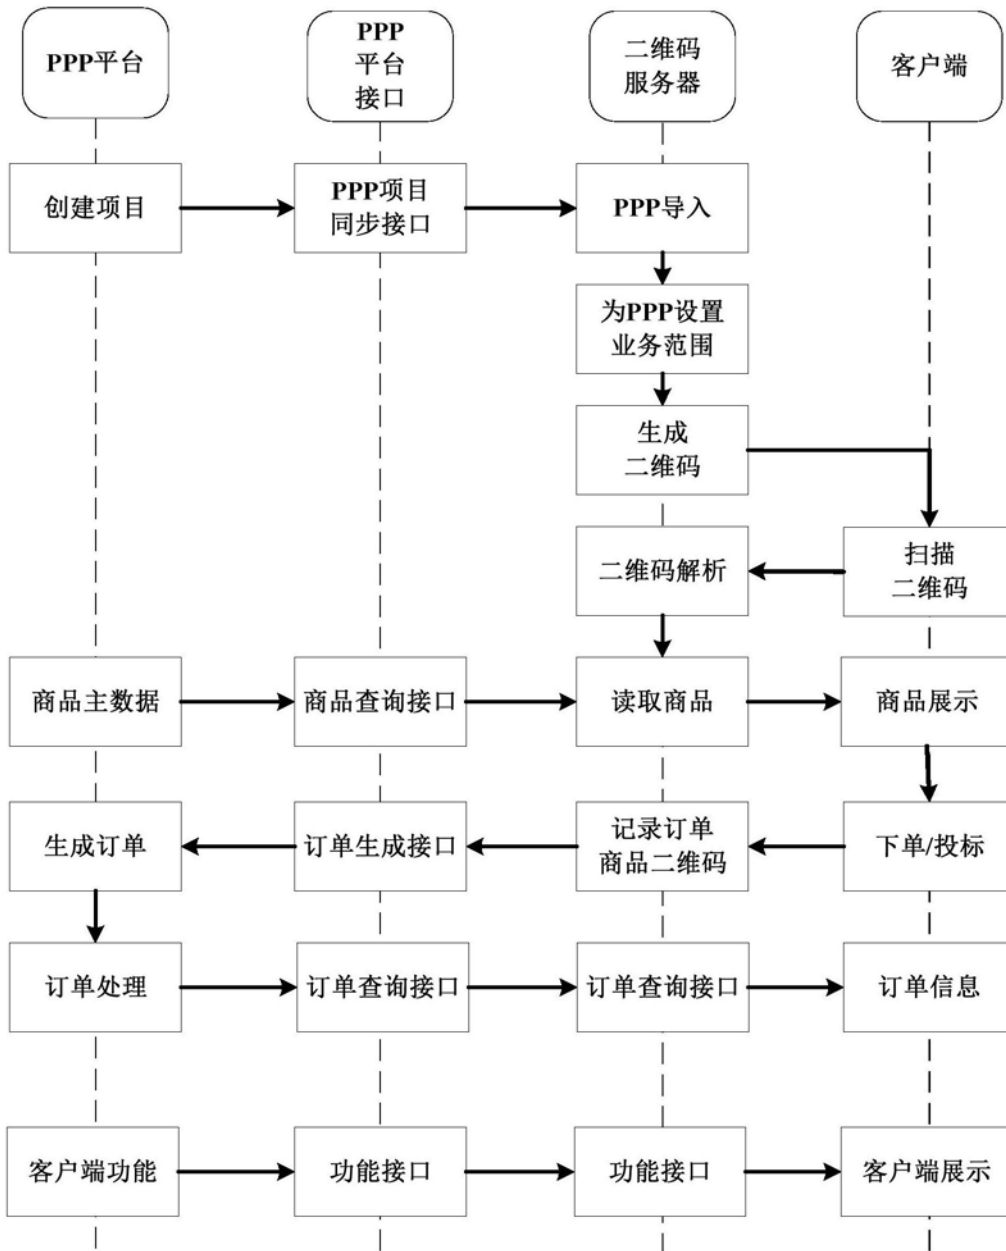 PPP平台
PPP
平台
接口
二维码
服务器
客户端
创建项目
PPP项目
同步接口
PPP导入
为PPP设置
业务范围
生成
二维码
二维码解析
扫描
二维码
商品主数据
商品查询接口
读取商品
商品展示
生成订单
订单生成接口
记录订单
商品二维码
下单/投标
订单处理
订单查询接口
订单查询接口
订单信息
客户端功能
功能接口
功能接口
客户端展示